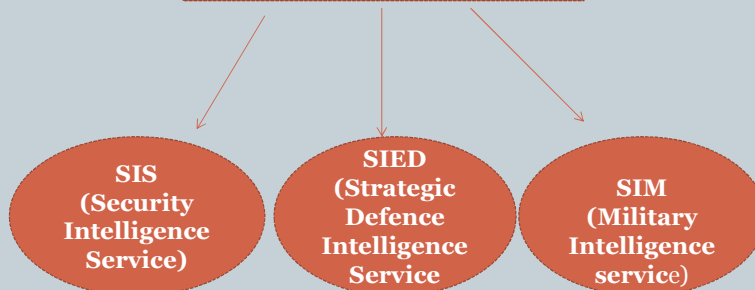 SIS
(Security
Intelligence
Service)
SIED
(Strategic
Defence
Intelligence
Service
SIM
(Military
Intelligence
service)